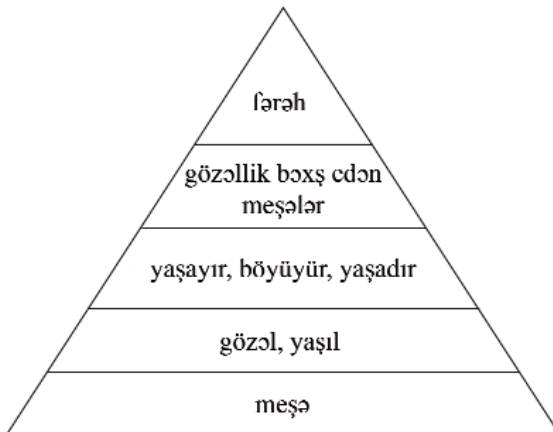 fərəh
gözəllik bəxş edən
meşələr
yaşayır, böyüyür, yaşadır
gözəl, yaşıl
meşə